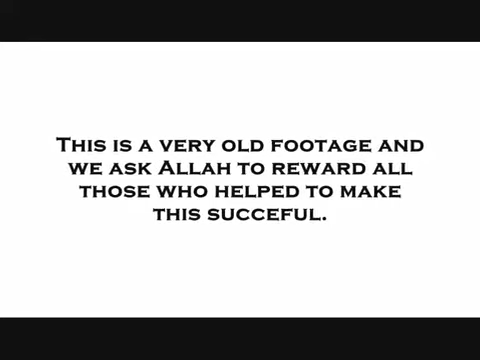 This is a very old footage and
we ask Allah to reward all
those who helped to make
this succeful.